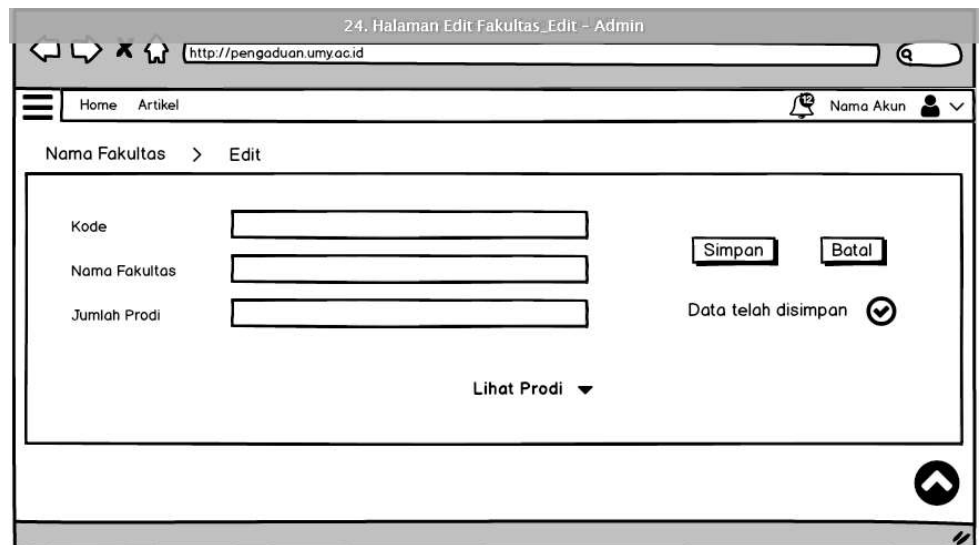 24. Halaman Edit Fakultas_Edit - Admin
http://pengaduan.umy.ac.id
Home Artikel 12 Nama Akun
Nama Fakultas > Edit
Kode
Simpan Batal
Nama Fakultas
Jumlah Prodi
Data telah disimpan
Lihat Prodi